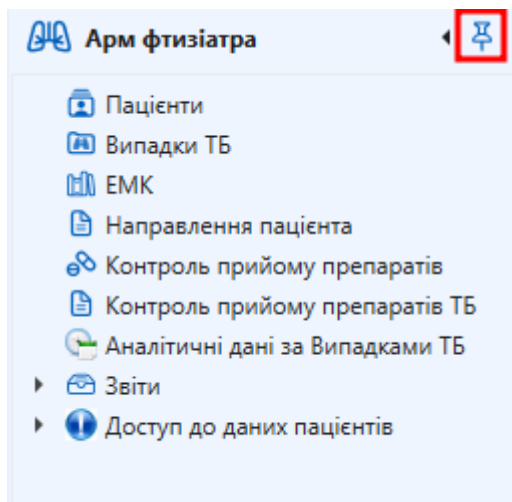 Арм фтизіатра
Пацієнти
Випадки ТБ
ЕМК
Направлення пацієнта
Контроль прийому препаратів
Контроль прийому препаратів ТБ
Аналітичні дані за Випадками ТБ
Звіти
Доступ до даних пацієнтів